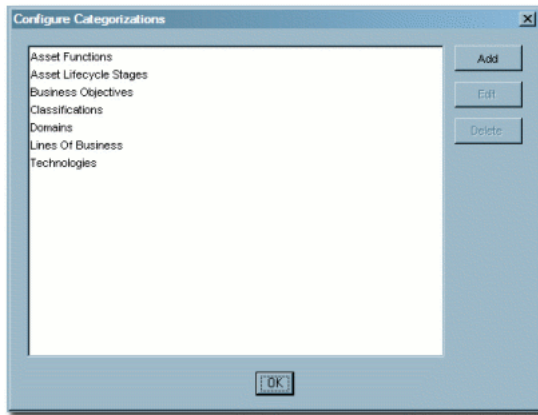 Configure Categorizations
Asset Functions
Asset Lifecycle Stages
Business Objectives
Classifications
Domains
Lines Of Business
Technologies
Add
Edit
Delete
OK